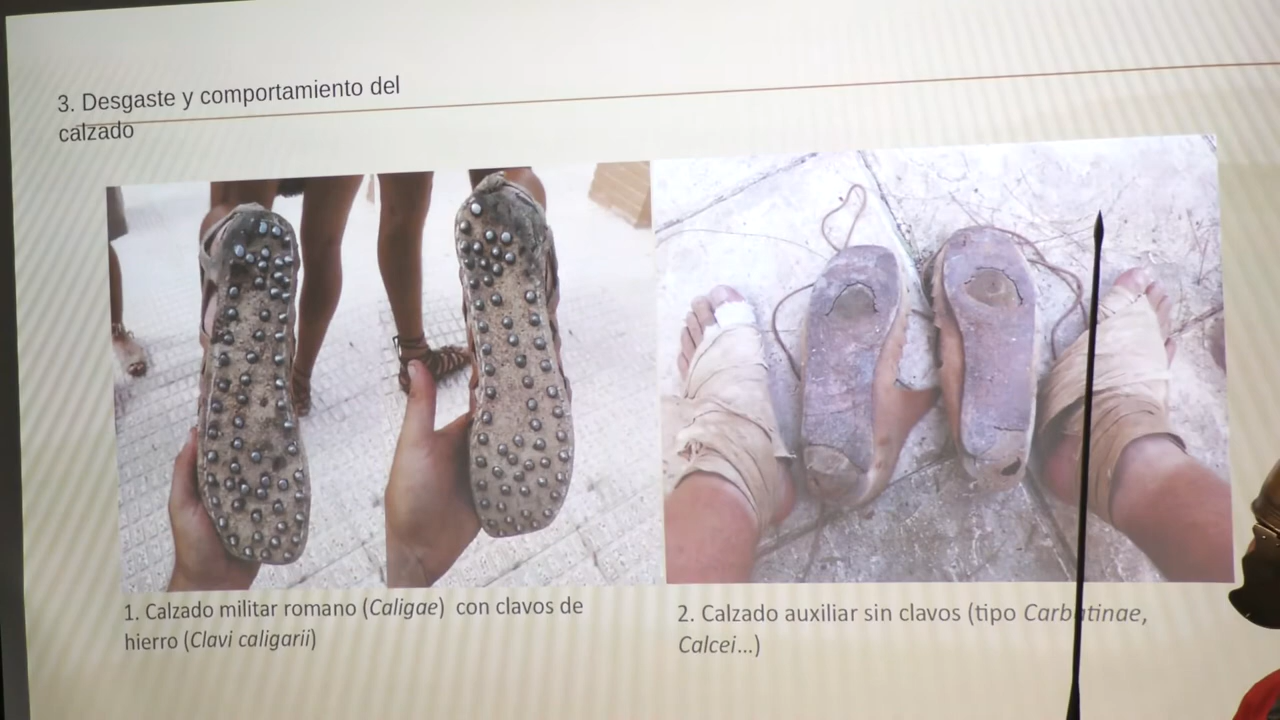 3. Desgaste y comportamiento del
calzado
1. Calzado militar romano (Caligae) con clavos de
hierro (Clavi caligarii)
2. Calzado auxiliar sin clavos (tipo Carbatinae,
Calcei...)